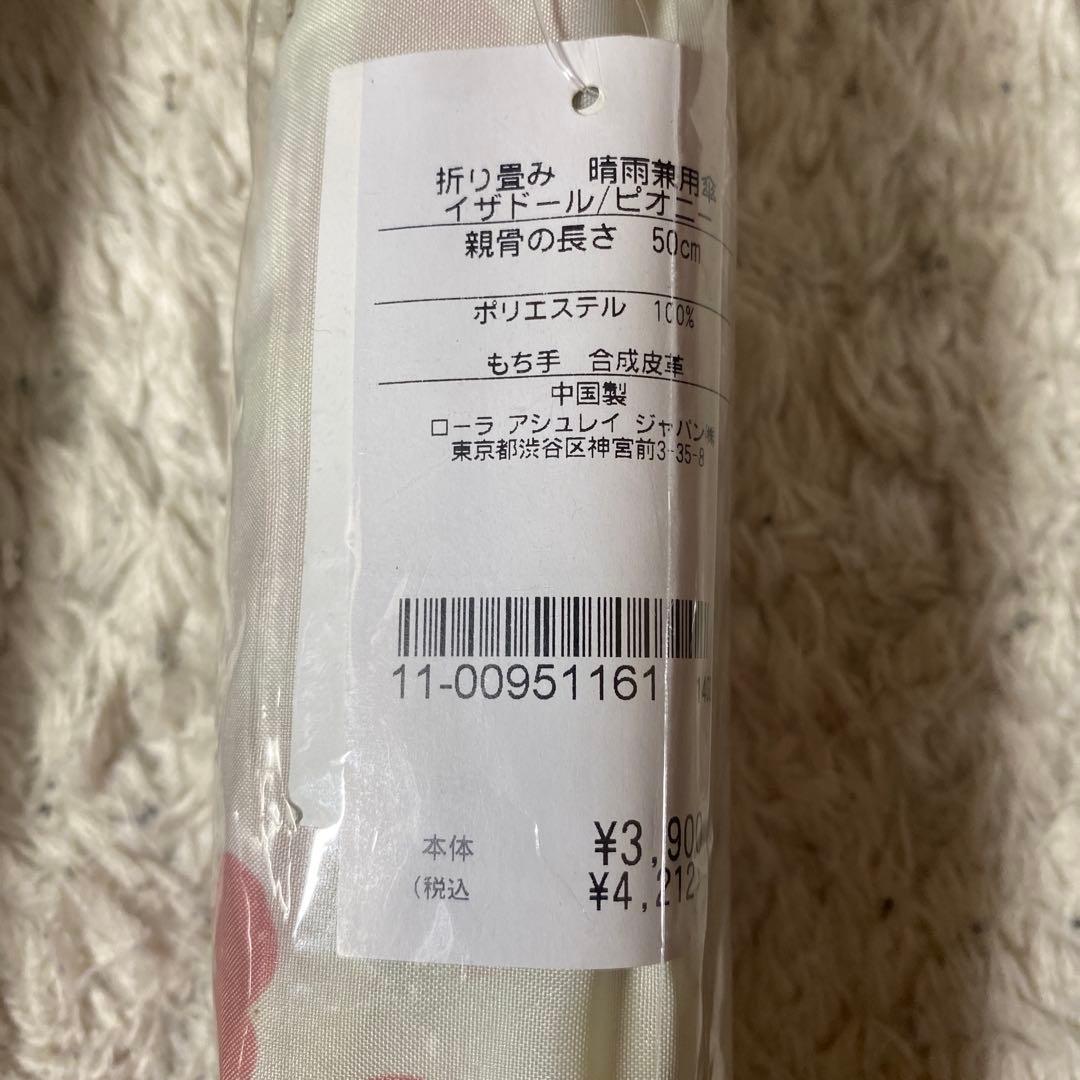 折り畳み 晴雨兼用傘
イザドール/ピオニー
親骨の長さ 50cm
ポリエステル 100%
もち手 合成皮革
中国製
ローラ アシュレイ ジャパン㈱
東京都渋谷区神宮前3-35-8
11-00951161
本体 ¥3,900
(税込 ¥4,212